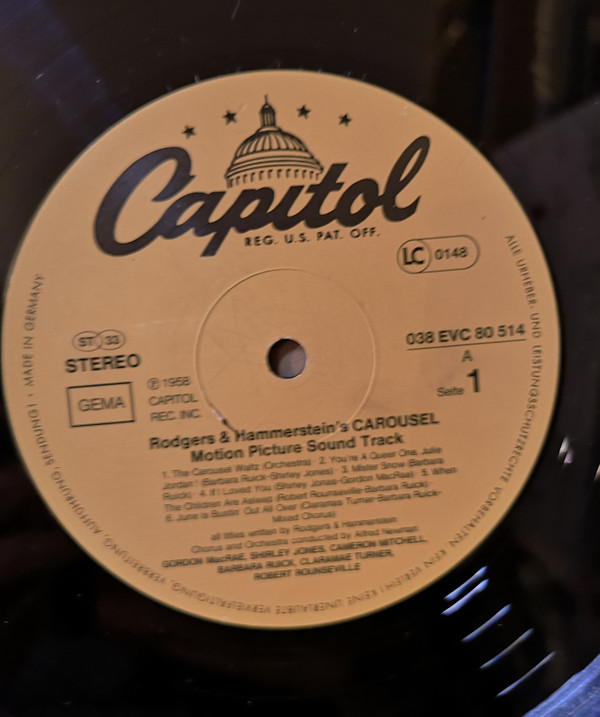 Capitol
REG. U.S. PAT. OFF.
LC 0148
ST 33
STEREO
GEMA
℗ 1958
CAPITOL
REC. INC.
038 EVC 80 514
A
Seite 1
Rodgers & Hammerstein's CAROUSEL
Motion Picture Sound Track
1. The Carousel Waltz (Orchestra) · 2. You're A Queer One, Julie
Jordan! (Barbara Ruick-Shirley Jones) · 3. Mister Snow (Barbara
Ruick) · 4. If I Loved You (Shirley Jones-Gordon MacRae) · 5. When
The Children Are Asleep (Robert Rounseville-Barbara Ruick) ·
6. June Is Bustin' Out All Over (Claramae Turner-Barbara Ruick-
Mixed Chorus)
all titles written by Rodgers & Hammerstein
Chorus and Orchestra conducted by Alfred Newman
GORDON MacRAE, SHIRLEY JONES, CAMERON MITCHELL,
BARBARA RUICK, CLARAMAE TURNER,
ROBERT ROUNSEVILLE
ALLE URHEBER- UND LEISTUNGSSCHUTZRECHTE VORBEHALTEN · KEIN VERLEIH! KEINE UNERLAUBTE VERVIELFÄLTIGUNG, VERMIETUNG, AUFFÜHRUNG, SENDUNG! · MADE IN GERMANY